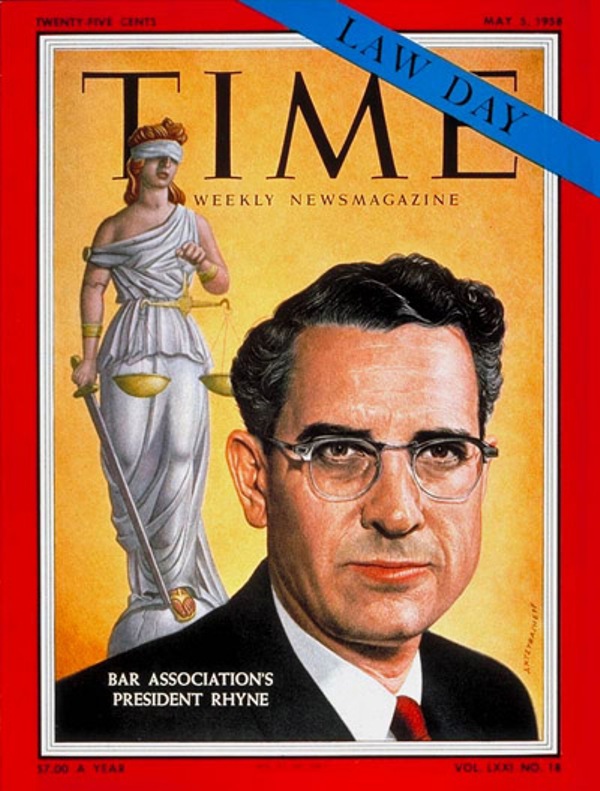 TWENTY-FIVE CENTS
MAY 5, 1958
LAW DAY
TIME
WEEKLY NEWSMAGAZINE
BAR ASSOCIATION'S
PRESIDENT RHYNE
$7.00 A YEAR
VOL. LXXI NO. 18